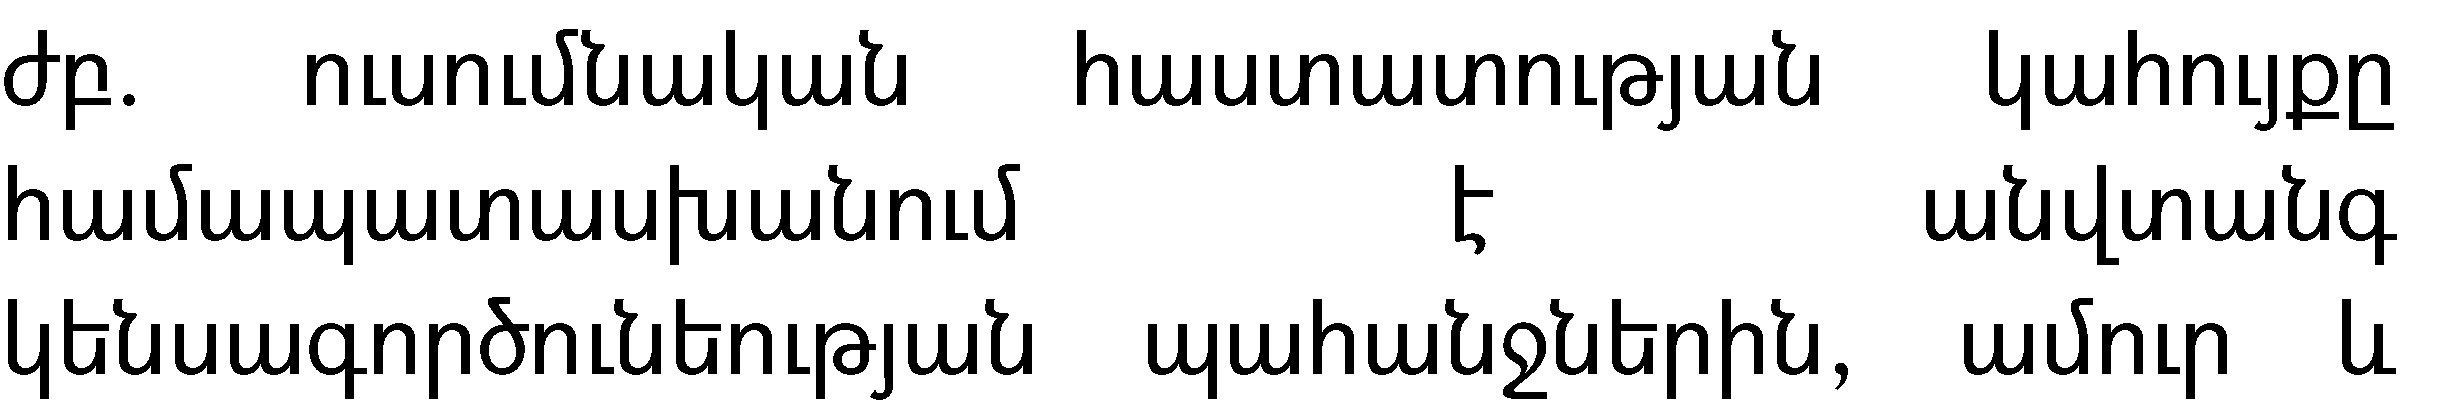 ժբ. ուսումնական հաստատության կահույքը
համապատասխանում է անվտանգ
կենսագործունեության պահանջներին, ամուր և